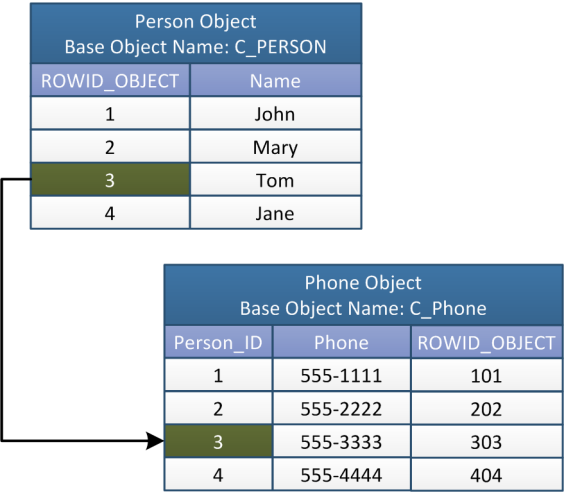 Person Object
Base Object Name: C_PERSON
ROWID_OBJECT Name
1 John
2 Mary
3 Tom
4 Jane
Phone Object
Base Object Name: C_Phone
Person_ID Phone ROWID_OBJECT
1 555-1111 101
2 555-2222 202
3 555-3333 303
4 555-4444 404